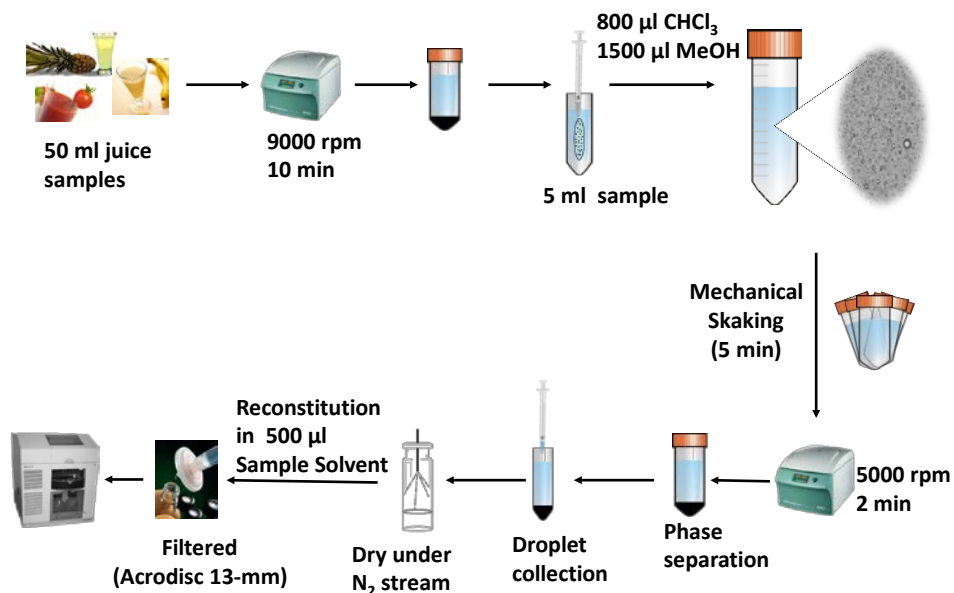 50 ml juice
samples
9000 rpm
10 min
5 ml  sample
800 µl CHCl₃
1500 µl MeOH
Mechanical
Skaking
(5 min)
5000 rpm
2 min
Phase
separation
Droplet
collection
Dry under
N₂ stream
Reconstitution
in  500 µl
Sample Solvent
Filtered
(Acrodisc 13-mm)